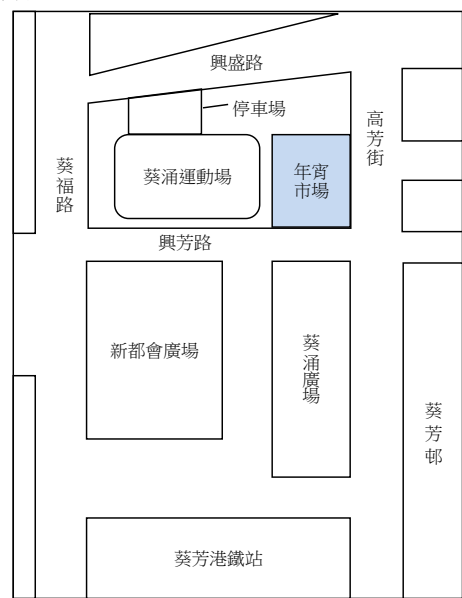 興盛路
停車場
高芳街
葵福路
葵涌運動場
年宵
市場
興芳路
新都會廣場
葵涌廣場
葵芳邨
葵芳港鐵站